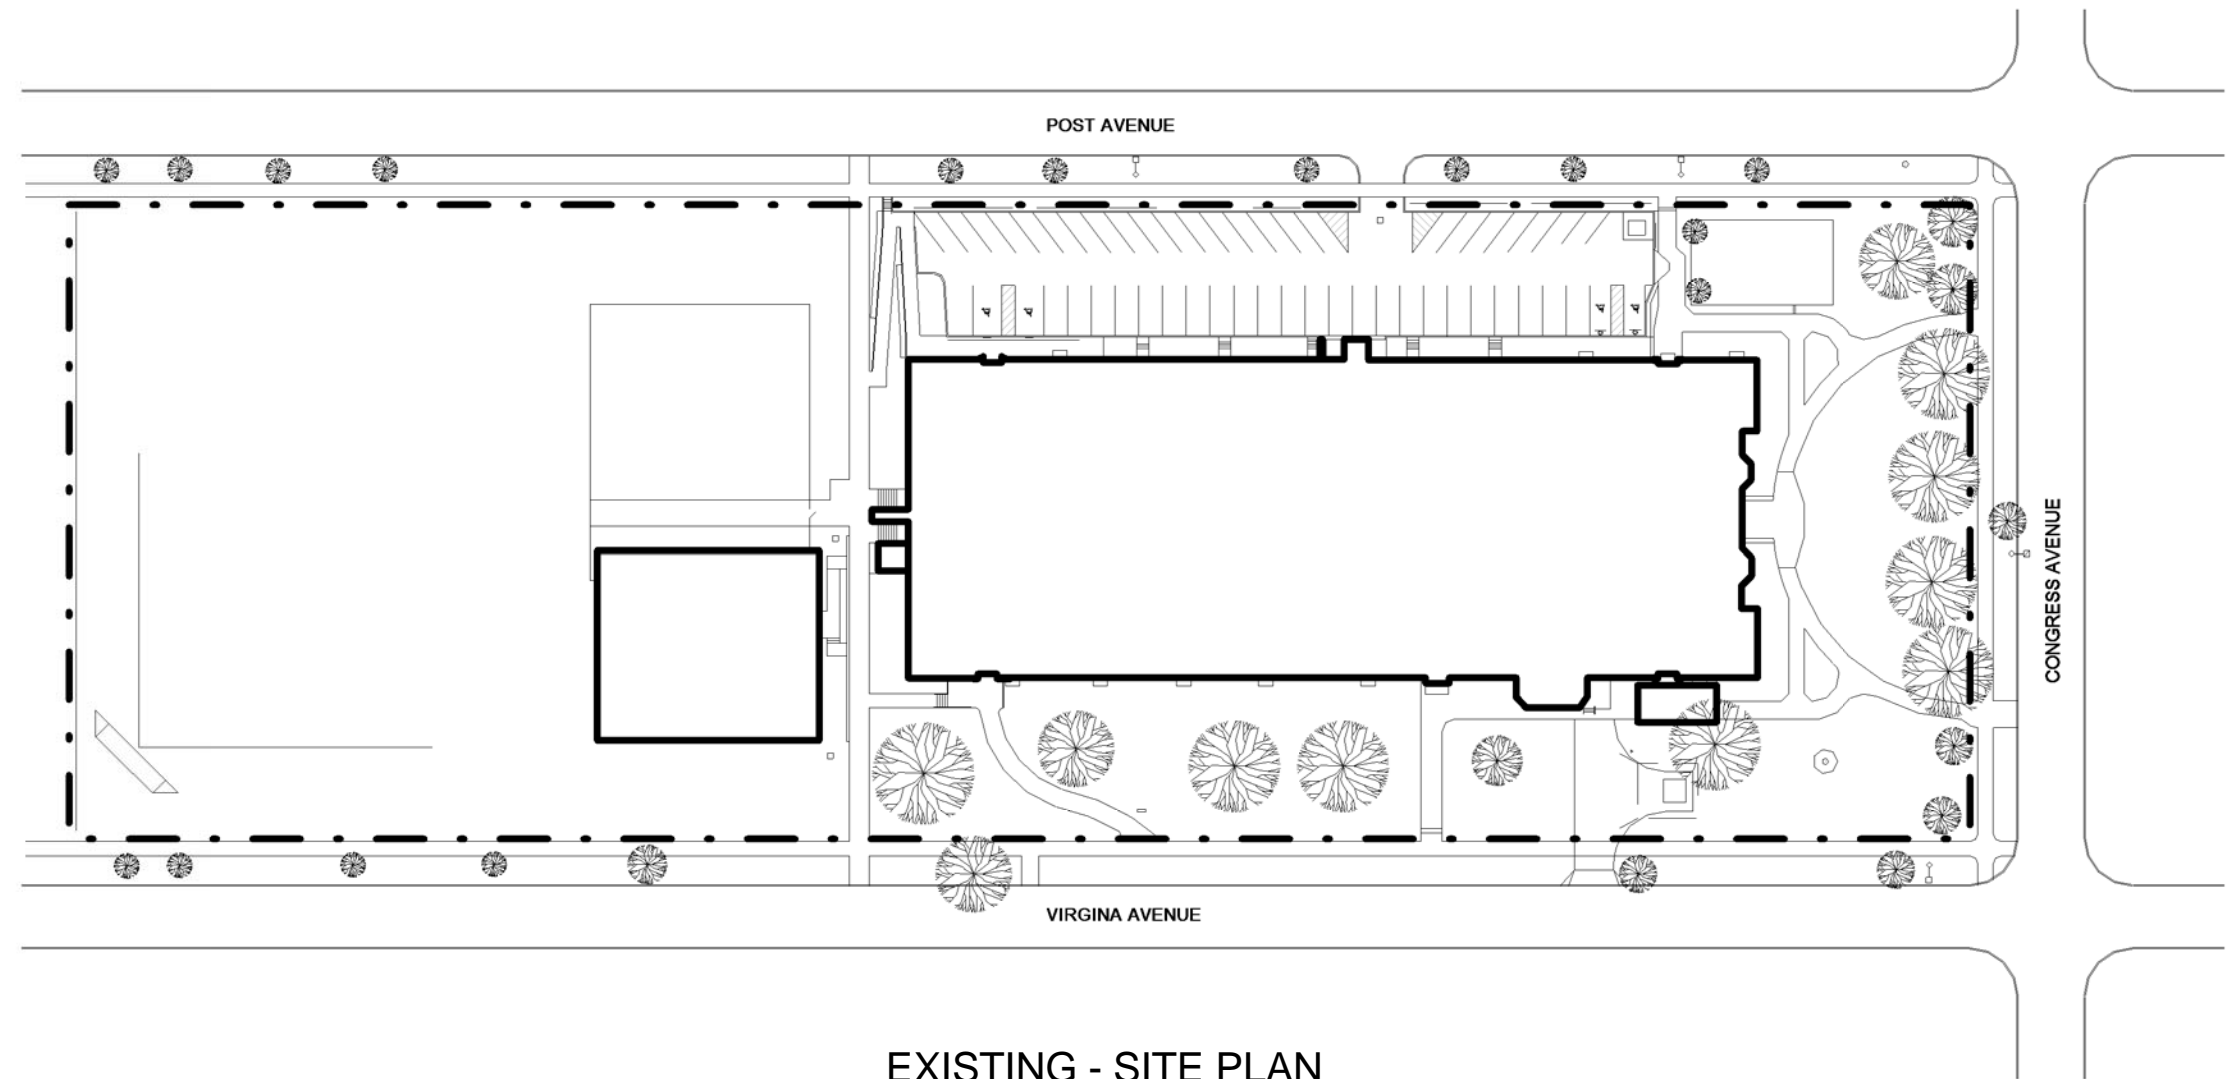 POST AVENUE
CONGRESS AVENUE
VIRGINA AVENUE
EXISTING - SITE PLAN